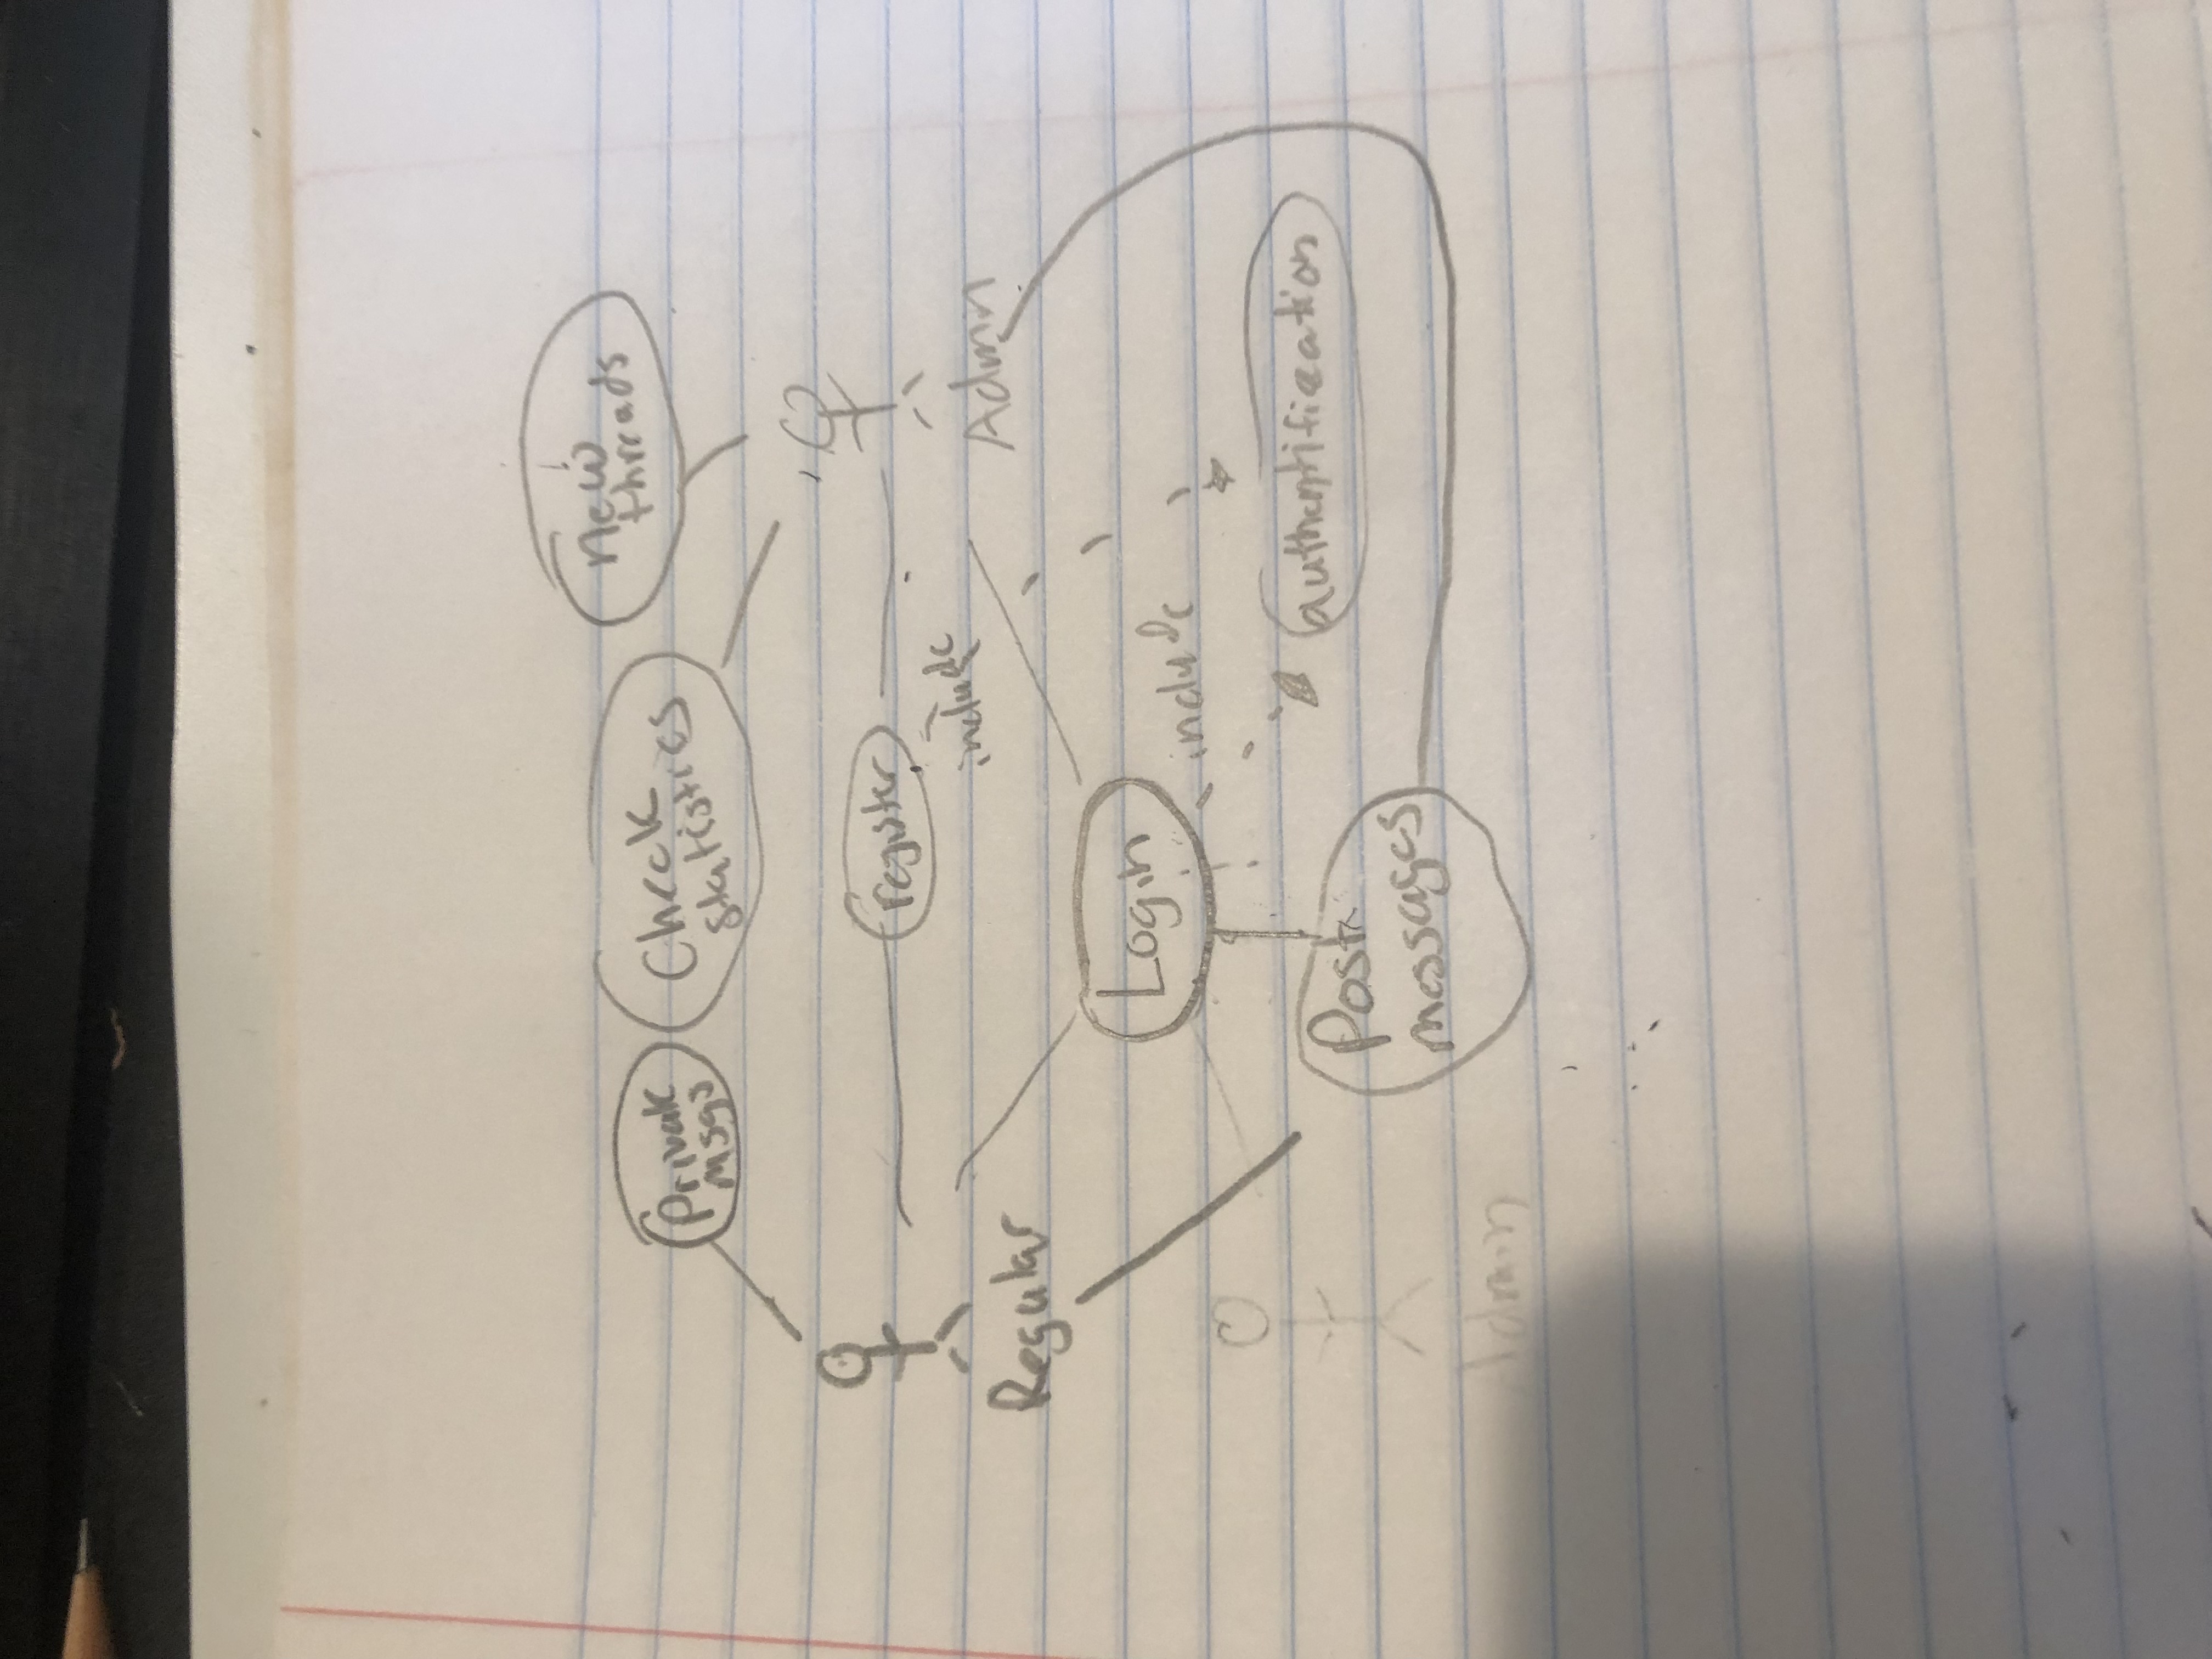 new
threads
Private
msgs
Check
statistics
register
include
Regular
Admin
Login
include
authentification
Post
messages
Admin